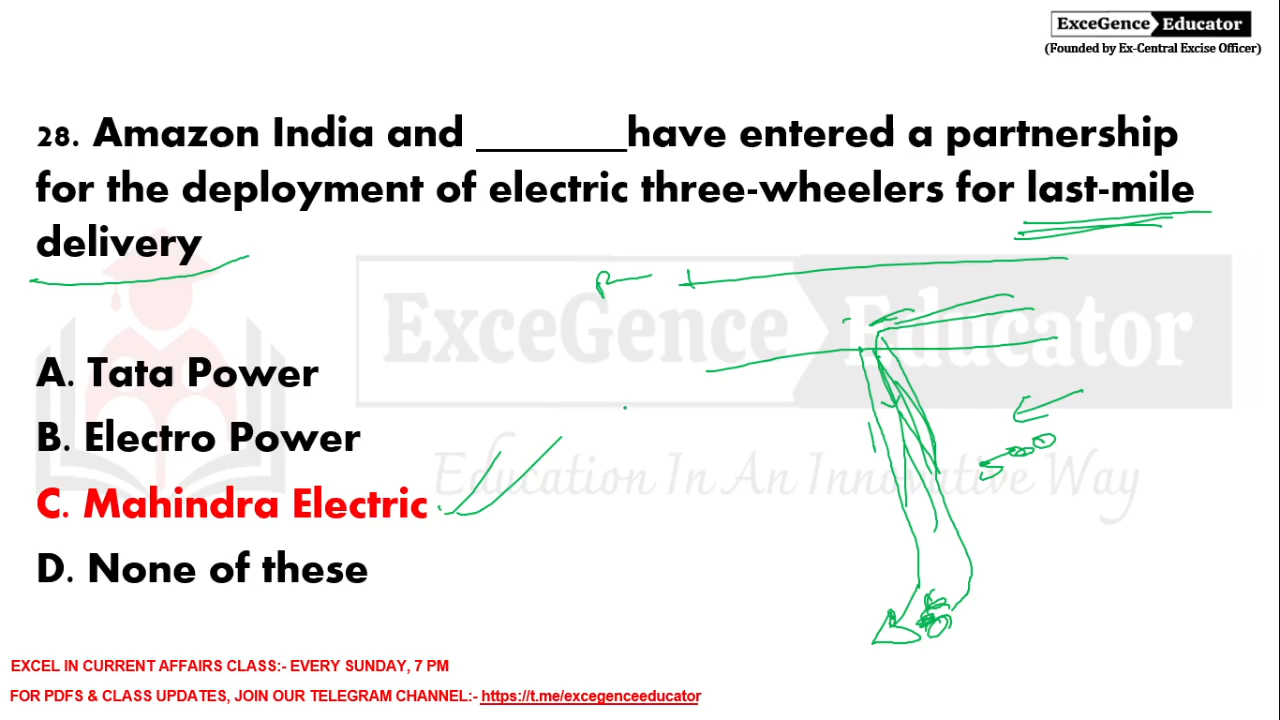 ExceGence Educator
(Founded by Ex-Central Excise Officer)
28. Amazon India and _______have entered a partnership
for the deployment of electric three-wheelers for last-mile
delivery
ExceGence Educator
A. Tata Power
B. Electro Power
Education In An Innovative Way
C. Mahindra Electric
D. None of these
EXCEL IN CURRENT AFFAIRS CLASS:- EVERY SUNDAY, 7 PM
FOR PDFS & CLASS UPDATES, JOIN OUR TELEGRAM CHANNEL:- https://t.me/excegenceeducator